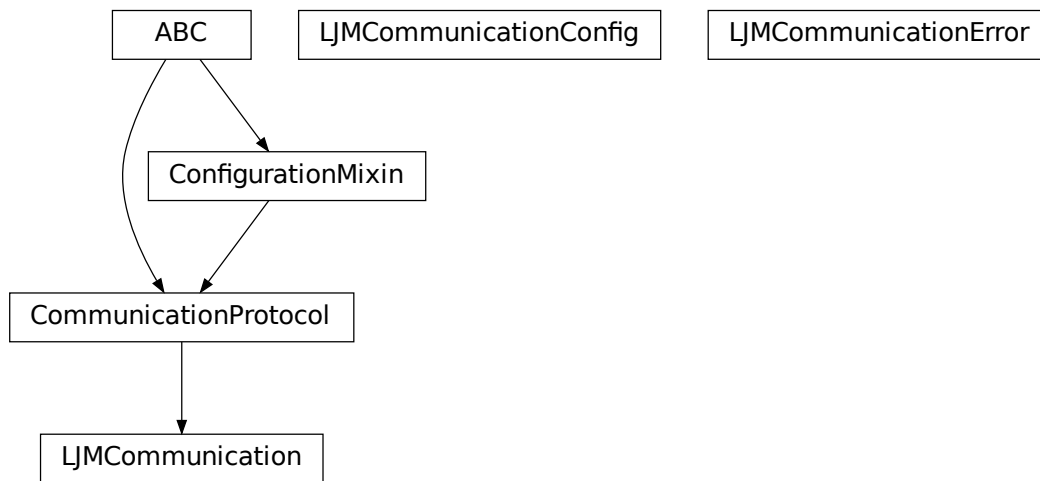 ABC
LJMCommunicationConfig
LJMCommunicationError
ConfigurationMixin
CommunicationProtocol
LJMCommunication